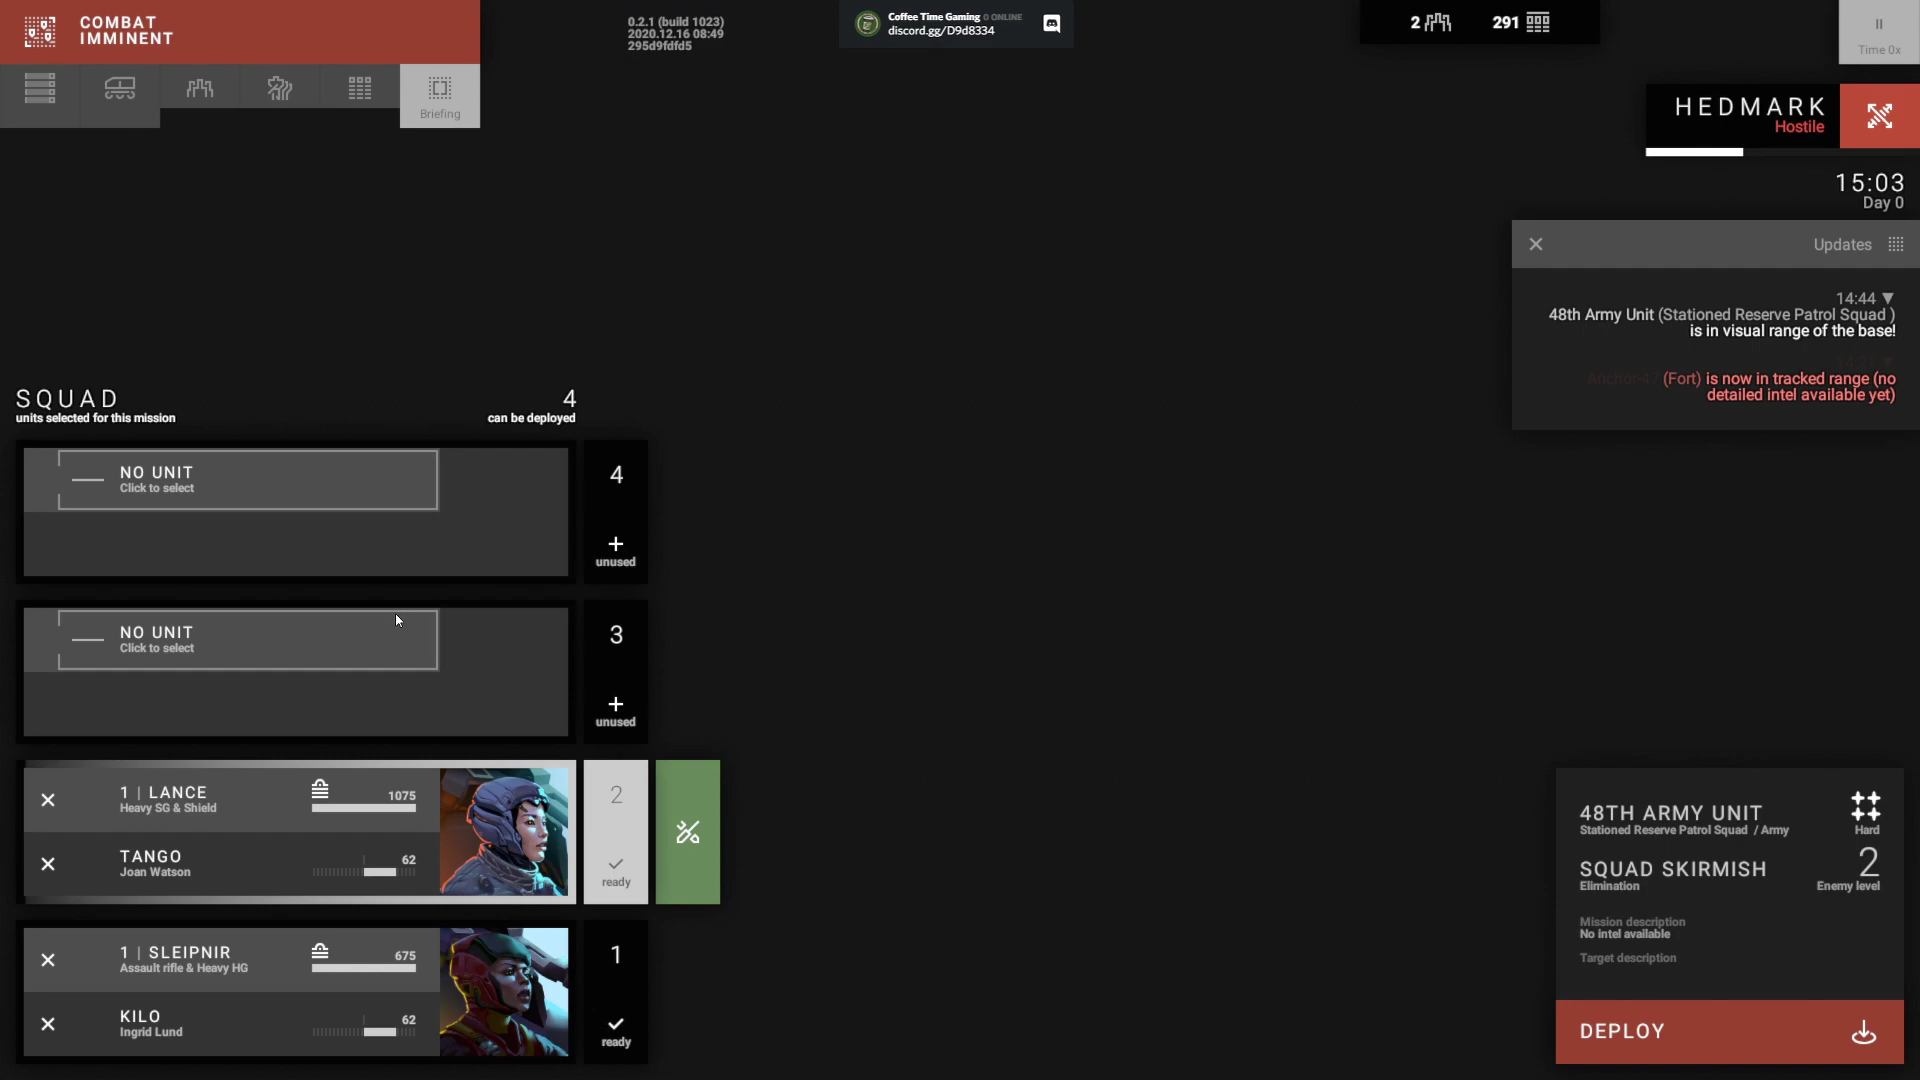 COMBAT
IMMINENT
Briefing
0.2.1 (build 1023)
2020.12.16 08:49
295d9fdfd5
Coffee Time Gaming 0 ONLINE
discord.gg/D9d8334
2
291
Time 0x
HEDMARK
Hostile
15:03
Day 0
Updates
14:44
48th Army Unit (Stationed Reserve Patrol Squad )
is in visual range of the base!
Anchor-47 (Fort) is now in tracked range (no
detailed intel available yet)
SQUAD
units selected for this mission
4
can be deployed
NO UNIT
Click to select
4
+
unused
NO UNIT
Click to select
3
+
unused
1 | LANCE
Heavy SG & Shield
1075
TANGO
Joan Watson
62
2
ready
1 | SLEIPNIR
Assault rifle & Heavy HG
675
KILO
Ingrid Lund
62
1
ready
48TH ARMY UNIT
Stationed Reserve Patrol Squad / Army
Hard
SQUAD SKIRMISH
Elimination
2
Enemy level
Mission description
No intel available
Target description
DEPLOY